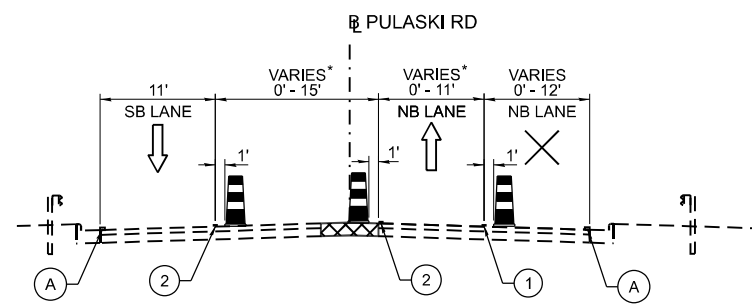 ℄ PULASKI RD
VARIES*
0' - 15'
VARIES*
0' - 11'
VARIES
0' - 12'
11'
SB LANE
NB LANE
NB LANE
1'
1'
1'
A
2
2
1
A